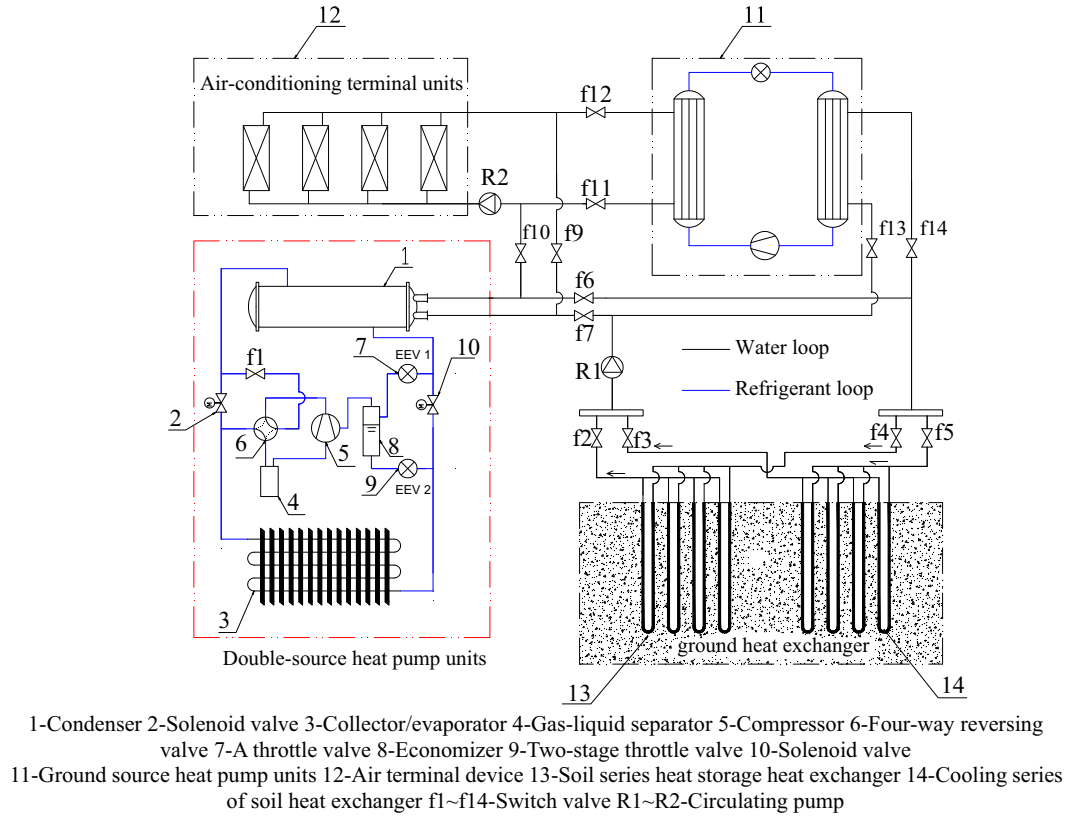 12
11
Air-conditioning terminal units
f12
R2
f11
f10
f9
f13
f14
1
f6
f7
7
EEV 1
10
f1
R1
Water loop
Refrigerant loop
2
6
5
8
9
EEV 2
4
f2
f3
f4
f5
3
ground heat exchanger
Double-source heat pump units
13
14
1-Condenser 2-Solenoid valve 3-Collector/evaporator 4-Gas-liquid separator 5-Compressor 6-Four-way reversing
valve 7-A throttle valve 8-Economizer 9-Two-stage throttle valve 10-Solenoid valve
11-Ground source heat pump units 12-Air terminal device 13-Soil series heat storage heat exchanger 14-Cooling series
of soil heat exchanger f1~f14-Switch valve R1~R2-Circulating pump